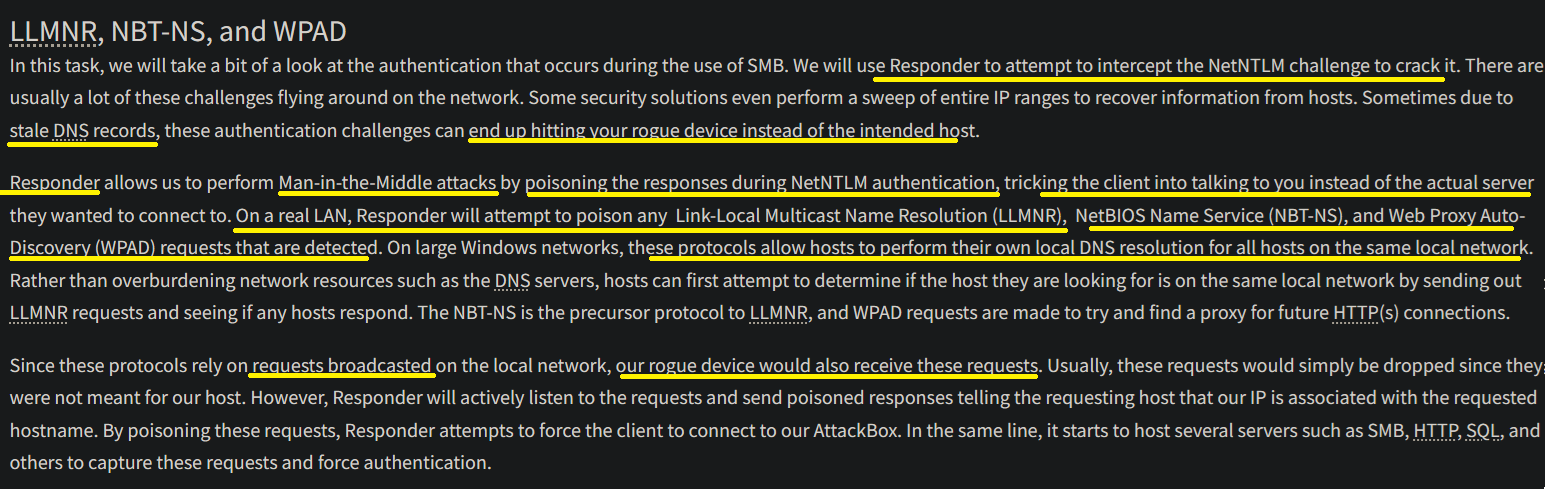 LLMNR, NBT-NS, and WPAD
In this task, we will take a bit of a look at the authentication that occurs during the use of SMB. We will use Responder to attempt to intercept the NetNTLM challenge to crack it. There are
usually a lot of these challenges flying around on the network. Some security solutions even perform a sweep of entire IP ranges to recover information from hosts. Sometimes due to
stale DNS records, these authentication challenges can end up hitting your rogue device instead of the intended host.
Responder allows us to perform Man-in-the-Middle attacks by poisoning the responses during NetNTLM authentication, tricking the client into talking to you instead of the actual server
they wanted to connect to. On a real LAN, Responder will attempt to poison any  Link-Local Multicast Name Resolution (LLMNR),  NetBIOS Name Service (NBT-NS), and Web Proxy Auto-
Discovery (WPAD) requests that are detected. On large Windows networks, these protocols allow hosts to perform their own local DNS resolution for all hosts on the same local network.
Rather than overburdening network resources such as the DNS servers, hosts can first attempt to determine if the host they are looking for is on the same local network by sending out
LLMNR requests and seeing if any hosts respond. The NBT-NS is the precursor protocol to LLMNR, and WPAD requests are made to try and find a proxy for future HTTP(s) connections.
Since these protocols rely on requests broadcasted on the local network, our rogue device would also receive these requests. Usually, these requests would simply be dropped since they
were not meant for our host. However, Responder will actively listen to the requests and send poisoned responses telling the requesting host that our IP is associated with the requested
hostname. By poisoning these requests, Responder attempts to force the client to connect to our AttackBox. In the same line, it starts to host several servers such as SMB, HTTP, SQL, and
others to capture these requests and force authentication.